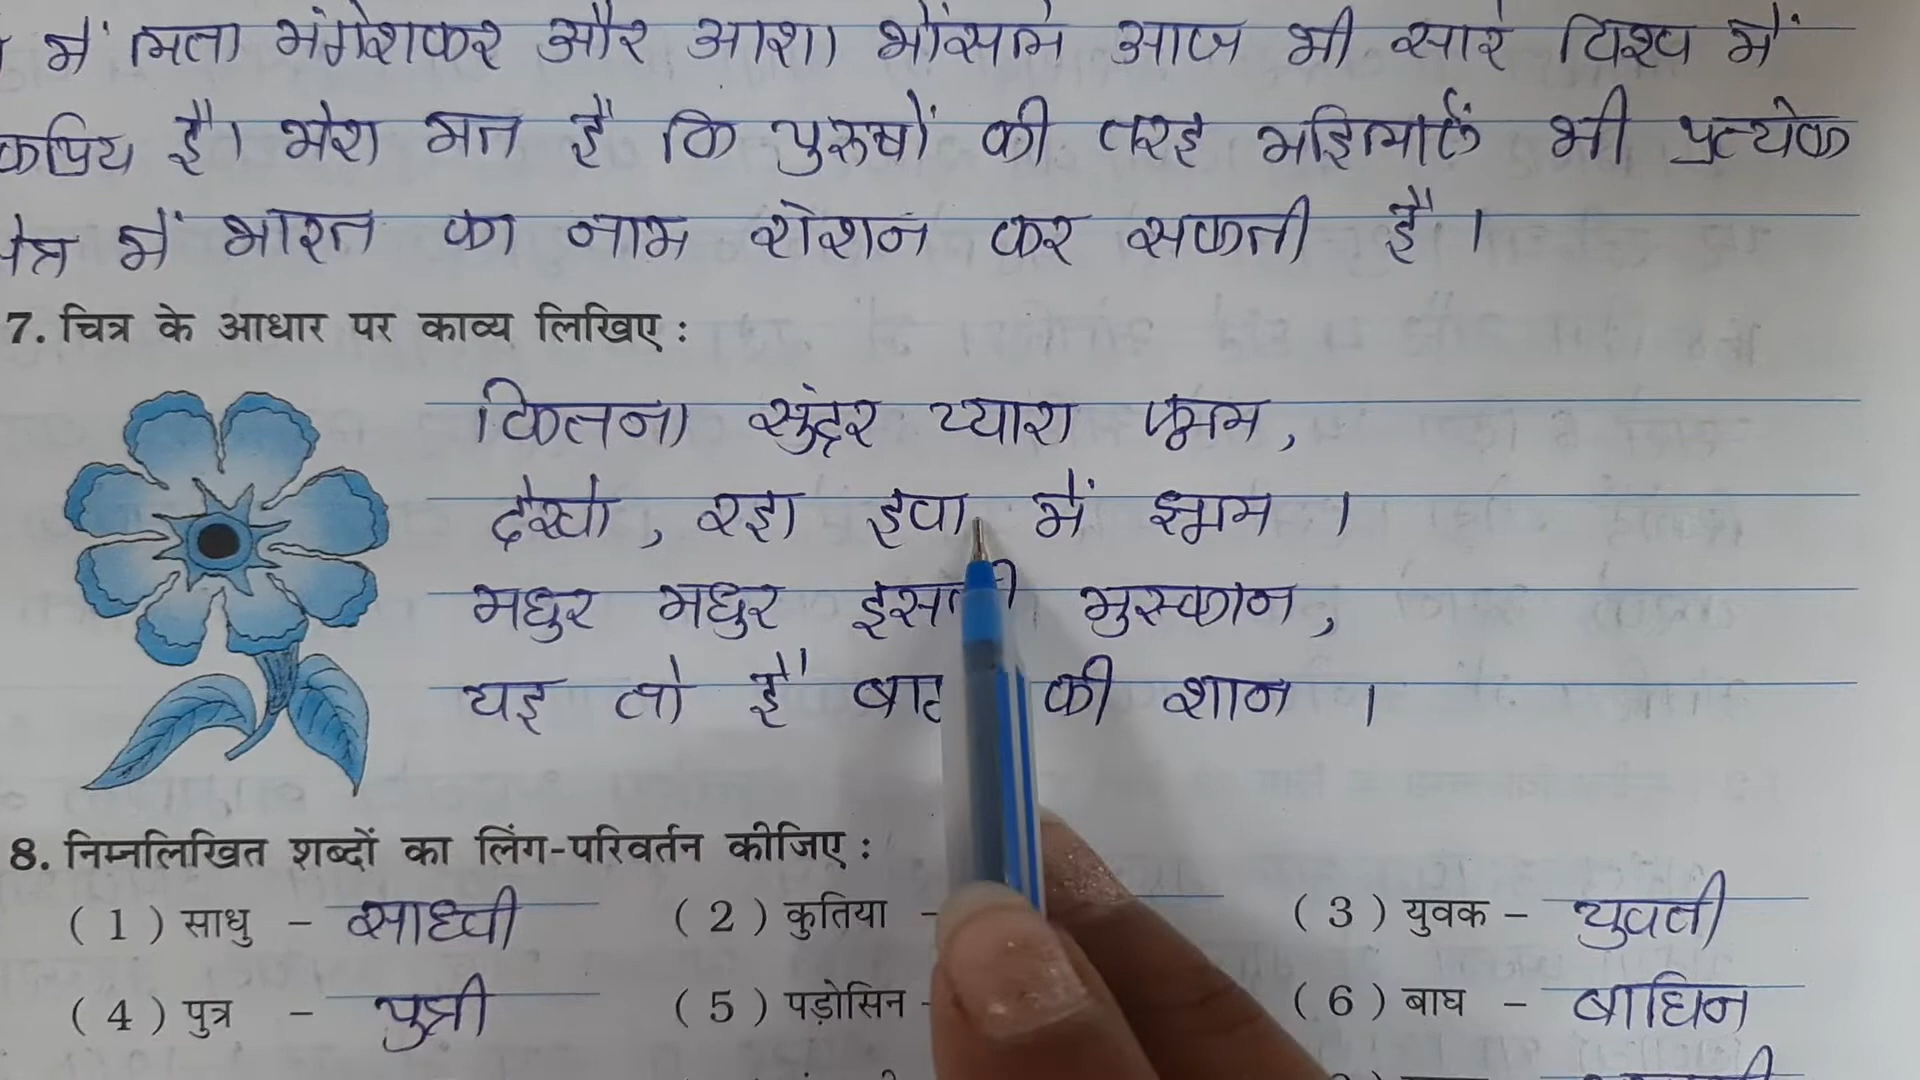 में लता मंगेशकर और आशा भोंसले आज भी सारे विश्व में
कप्रिय है। मेरा मत है कि पुरुषों की तरह महिलाएँ भी प्रत्येक
में भारत का नाम रोशन कर सकती है।
7. चित्र के आधार पर काव्य लिखिए :
कितना सुंदर प्यारा फूल,
देखो, रहा हवा में झूल।
मधुर मधुर इसकी मुस्कान,
यह तो है की शान।
8. निम्नलिखित शब्दों का लिंग-परिवर्तन कीजिए :
(1) साधु - साध्वी (2) कुतिया - (3) युवक - युवती
(4) पुत्र - पुत्री (5) पड़ोसिन - (6) बाघ - बाघिन